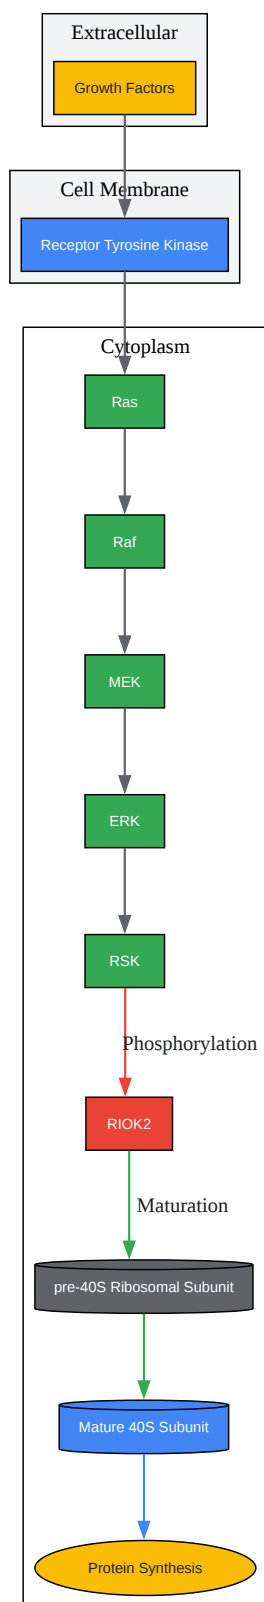 Extracellular
Growth Factors
Cell Membrane
Receptor Tyrosine Kinase
Cytoplasm
Ras
Raf
MEK
ERK
RSK
Phosphorylation
RIOK2
Maturation
pre-40S Ribosomal Subunit
Mature 40S Subunit
Protein Synthesis